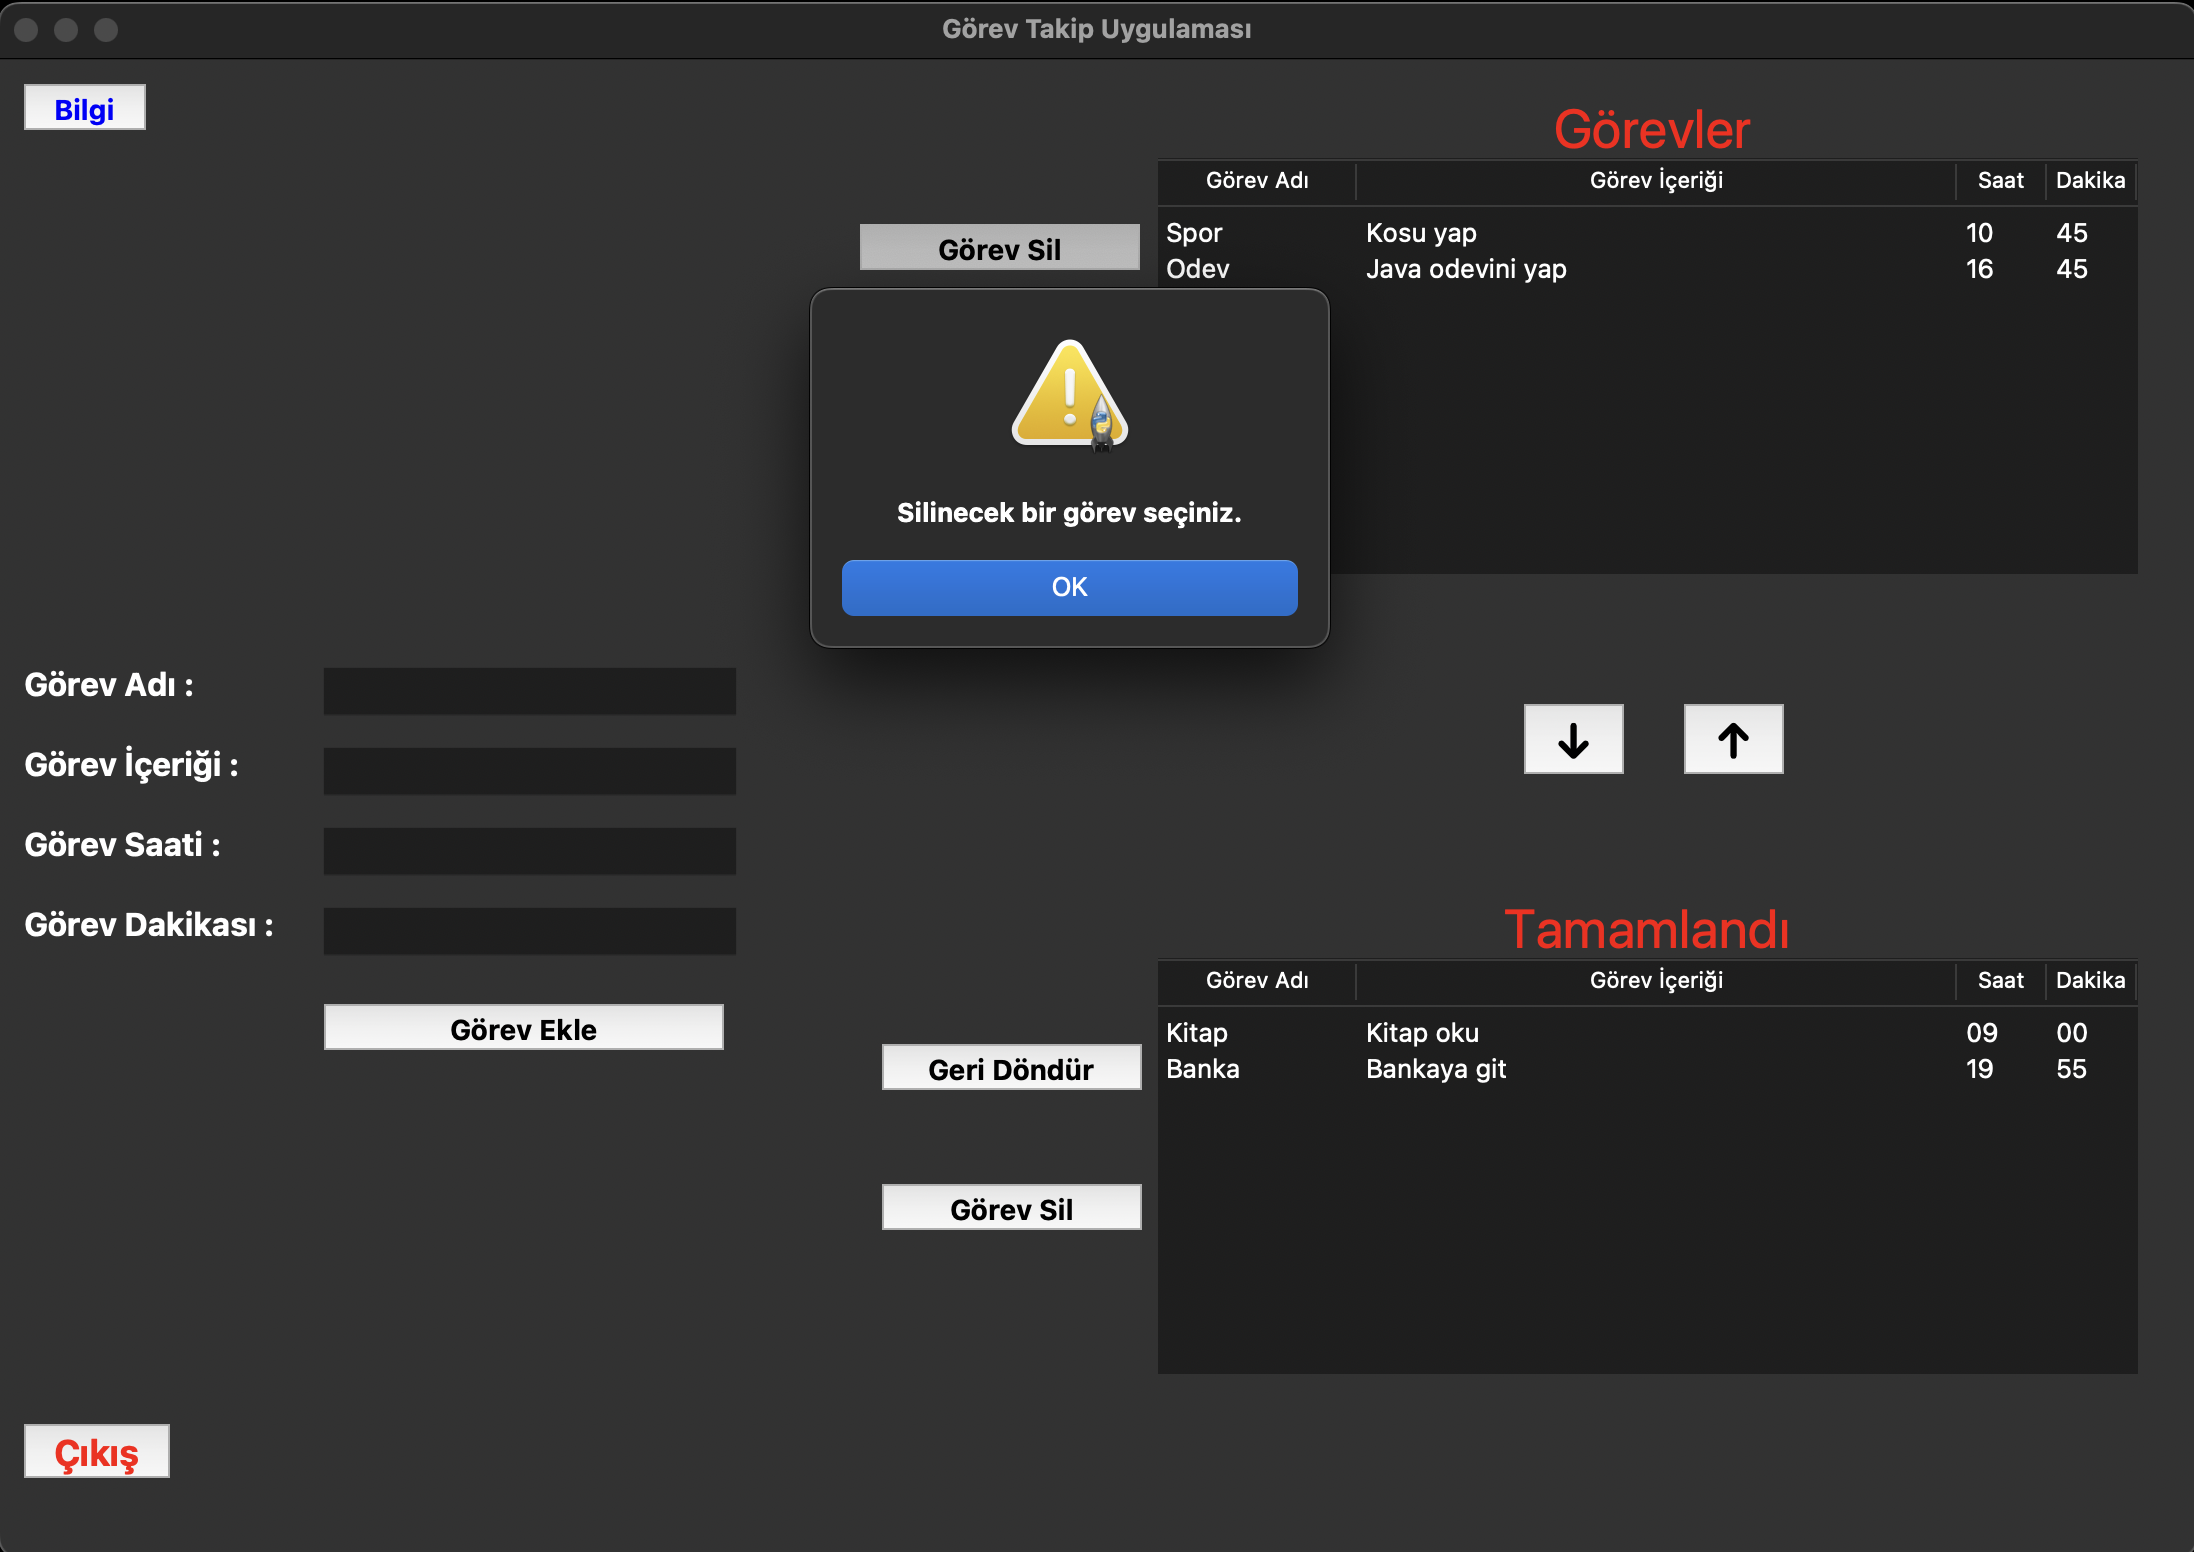 Görev Takip Uygulaması
Bilgi
Görevler
Görev Adı Görev İçeriği Saat Dakika
Görev Sil
Spor Kosu yap 10 45
Odev Java odevini yap 16 45
Silinecek bir görev seçiniz.
OK
Görev Adı :
Görev İçeriği :
Görev Saati :
Görev Dakikası :
Görev Ekle
↓ ↑
Tamamlandı
Görev Adı Görev İçeriği Saat Dakika
Kitap Kitap oku 09 00
Banka Bankaya git 19 55
Geri Döndür
Görev Sil
Çıkış